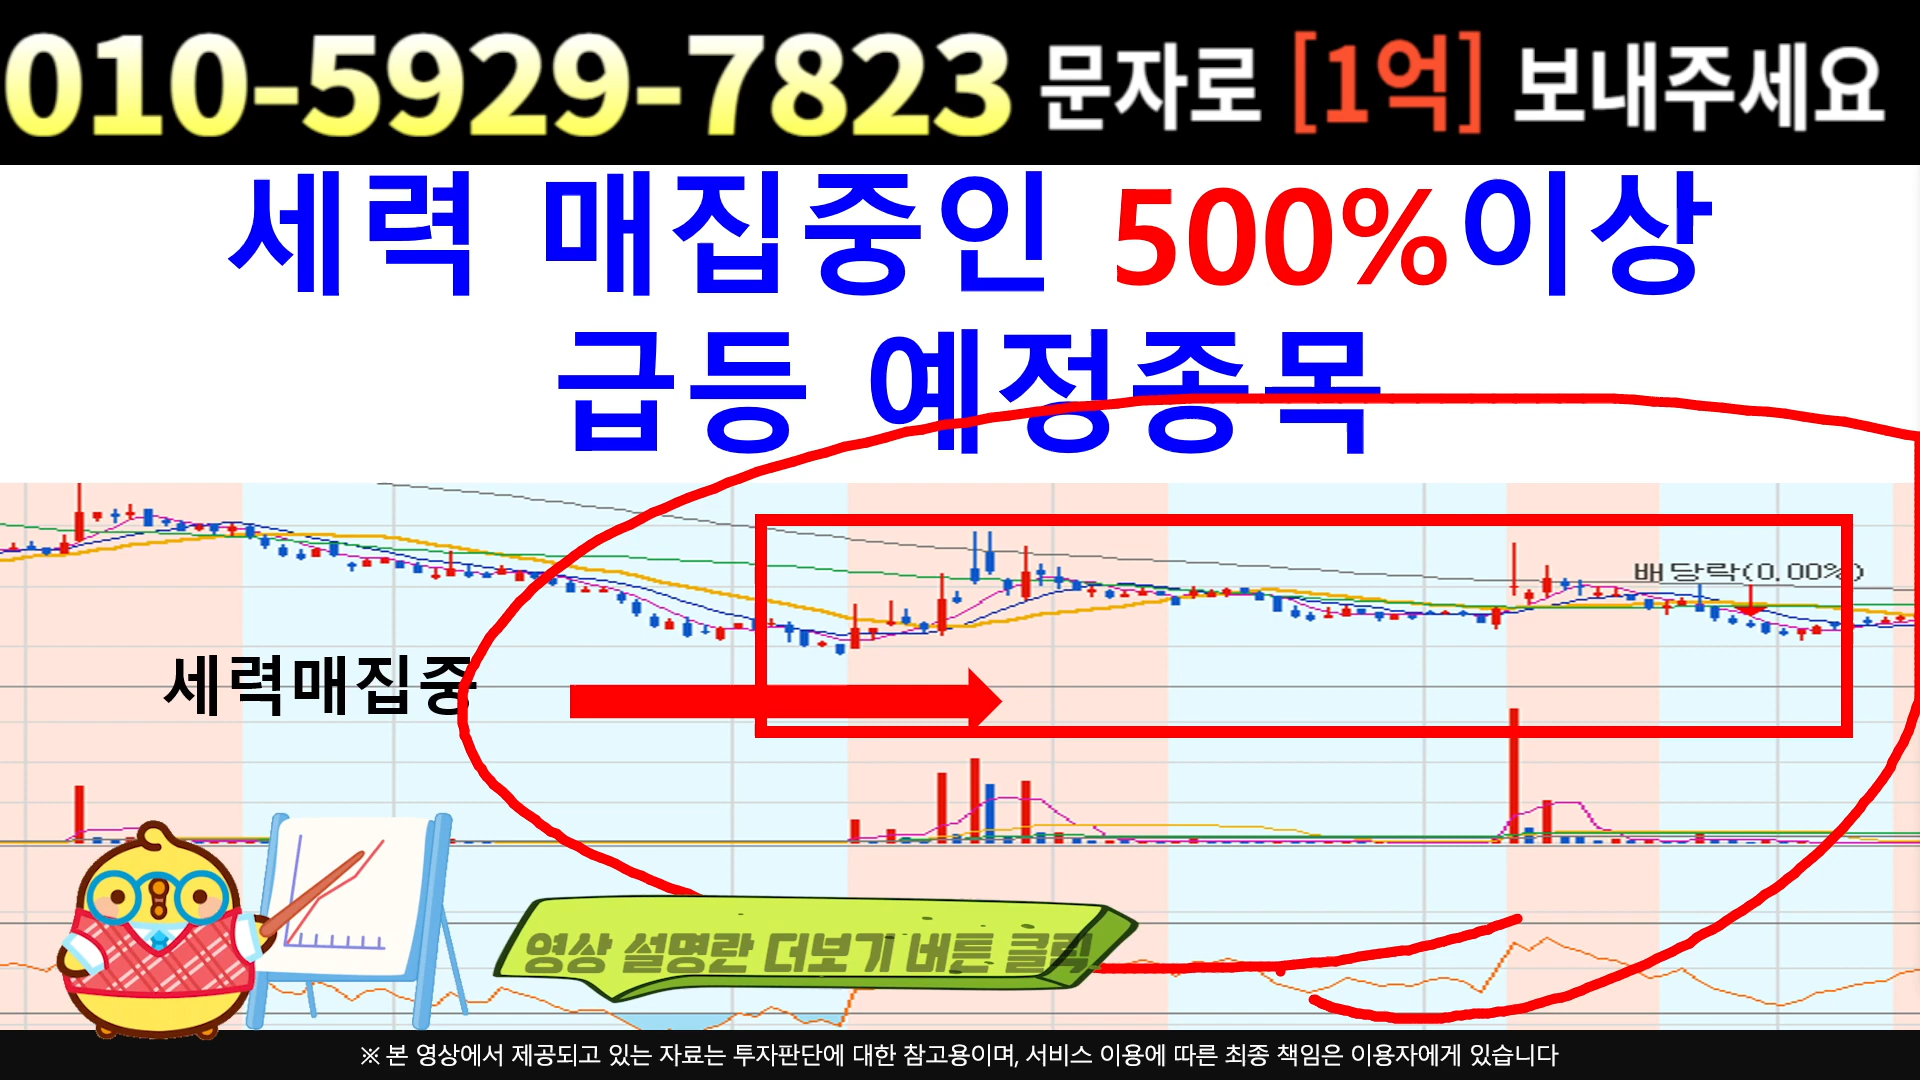 010-5929-7823 문자로 [1억] 보내주세요
세력 매집중인 500%이상
급등 예정종목
배당락(0.00%)
세력매집중
영상 설명란 더보기 버튼 클릭
※ 본 영상에서 제공되고 있는 자료는 투자판단에 대한 참고용이며, 서비스 이용에 따른 최종 책임은 이용자에게 있습니다